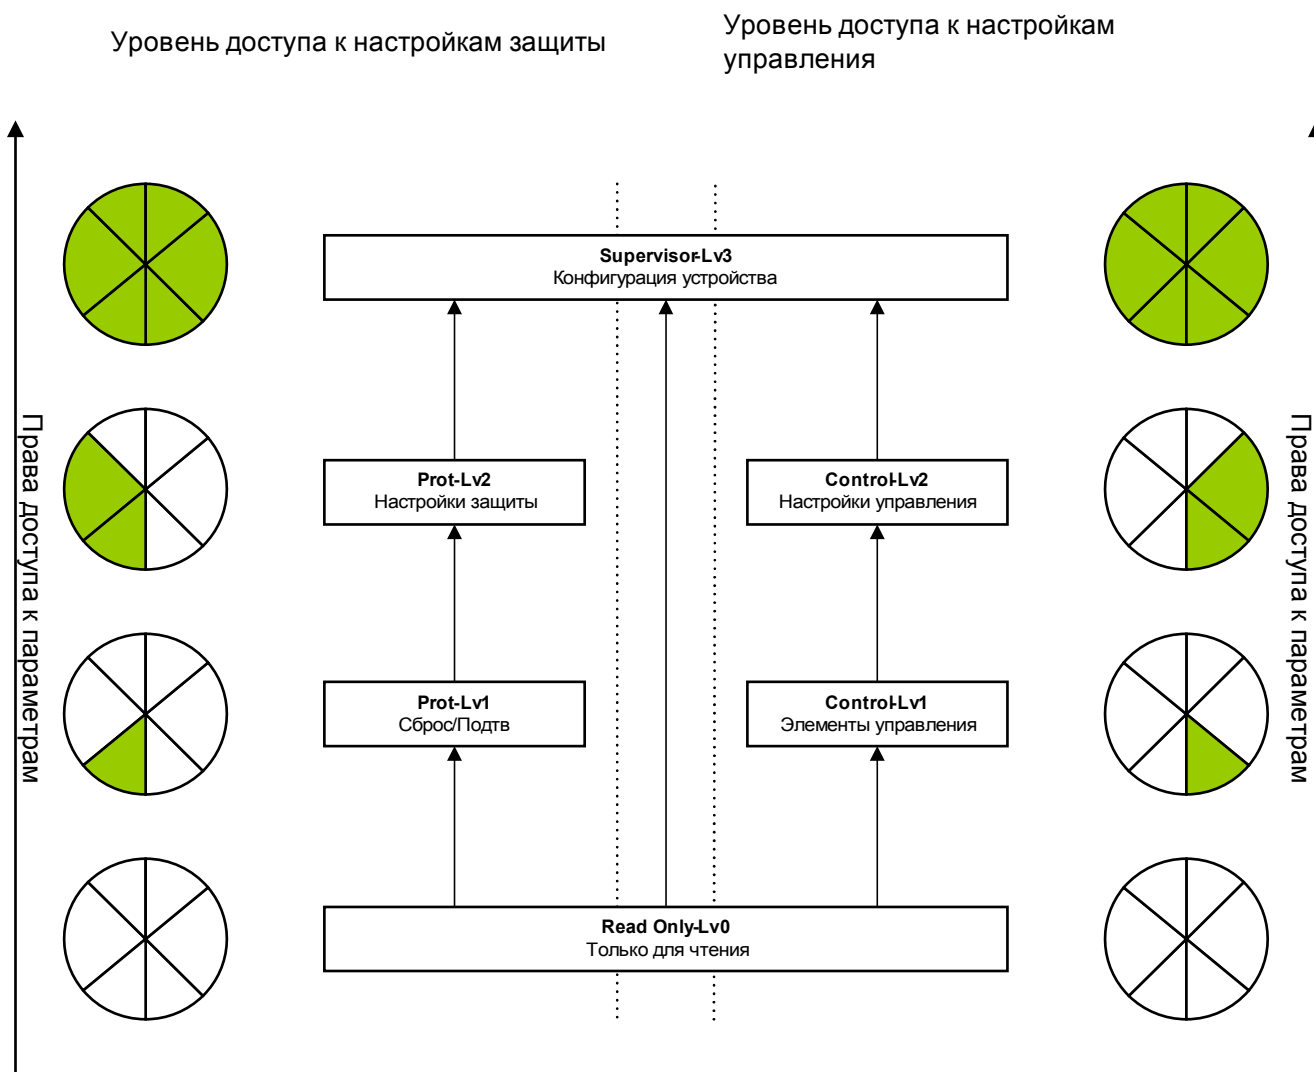 Уровень доступа к настройкам защиты
Уровень доступа к настройкам
управления
Supervisor-Lv3
Конфигурация устройства
Права доступа к параметрам
Права доступа к параметрам
Prot-Lv2
Настройки защиты
Control-Lv2
Настройки управления
Prot-Lv1
Сброс/Подтв
Control-Lv1
Элементы управления
Read Only-Lv0
Только для чтения